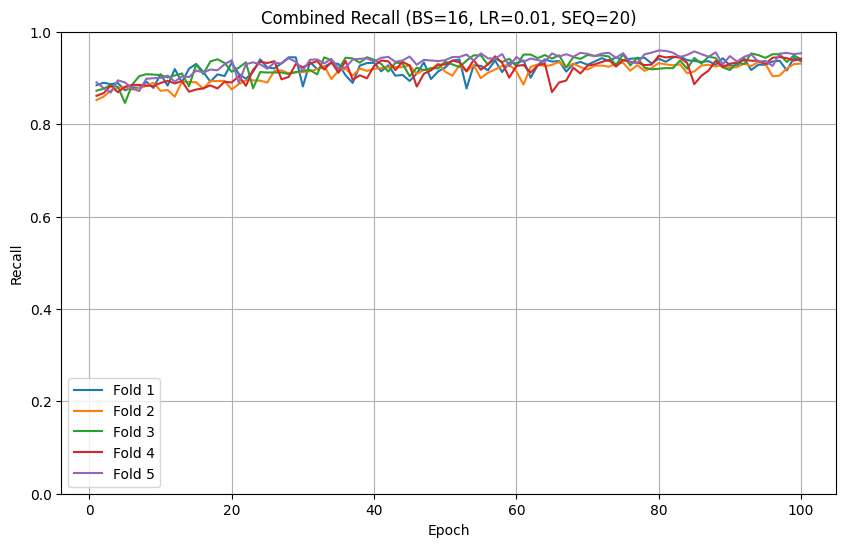 Combined Recall (BS=16, LR=0.01, SEQ=20)
Recall
1.0
0.8
0.6
0.4
0.2
0.0
Fold 1
Fold 2
Fold 3
Fold 4
Fold 5
0
20
40
60
80
100
Epoch